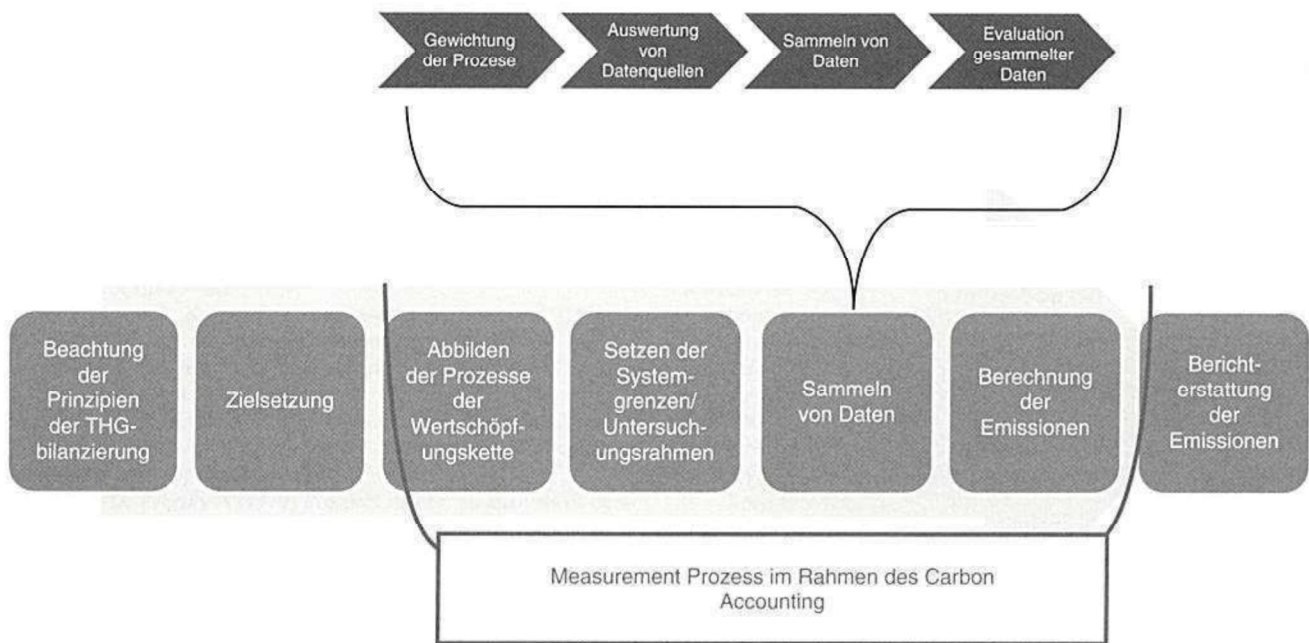 Gewichtung
der Prozese
Auswertung
von
Datenquellen
Sammeln von
Daten
Evaluation
gesammelter
Daten
Beachtung
der
Prinzipien
der THG-
bilanzierung
Zielsetzung
Abbilden
der Prozesse
der
Wertschöpf-
ungskette
Setzen der
System-
grenzen/
Untersuch-
ungsrahmen
Sammeln
von Daten
Berechnung
der
Emissionen
Bericht-
erstattung
der
Emissionen
Measurement Prozess im Rahmen des Carbon
Accounting